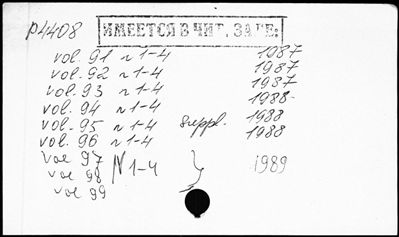 P4408 ИМЕЕТСЯ В ЧИТ. ЗАЛЕ:
vol. 91 N 1-4 1987
vol. 92 N 1-4 1987
vol. 93 N 1-4 1987
vol. 94 N 1-4 1988
vol. 95 N 1-4 suppl. 1988
vol. 96 N 1-4 1988
vol 97
vol 98 N 1-4 1989
vol 99